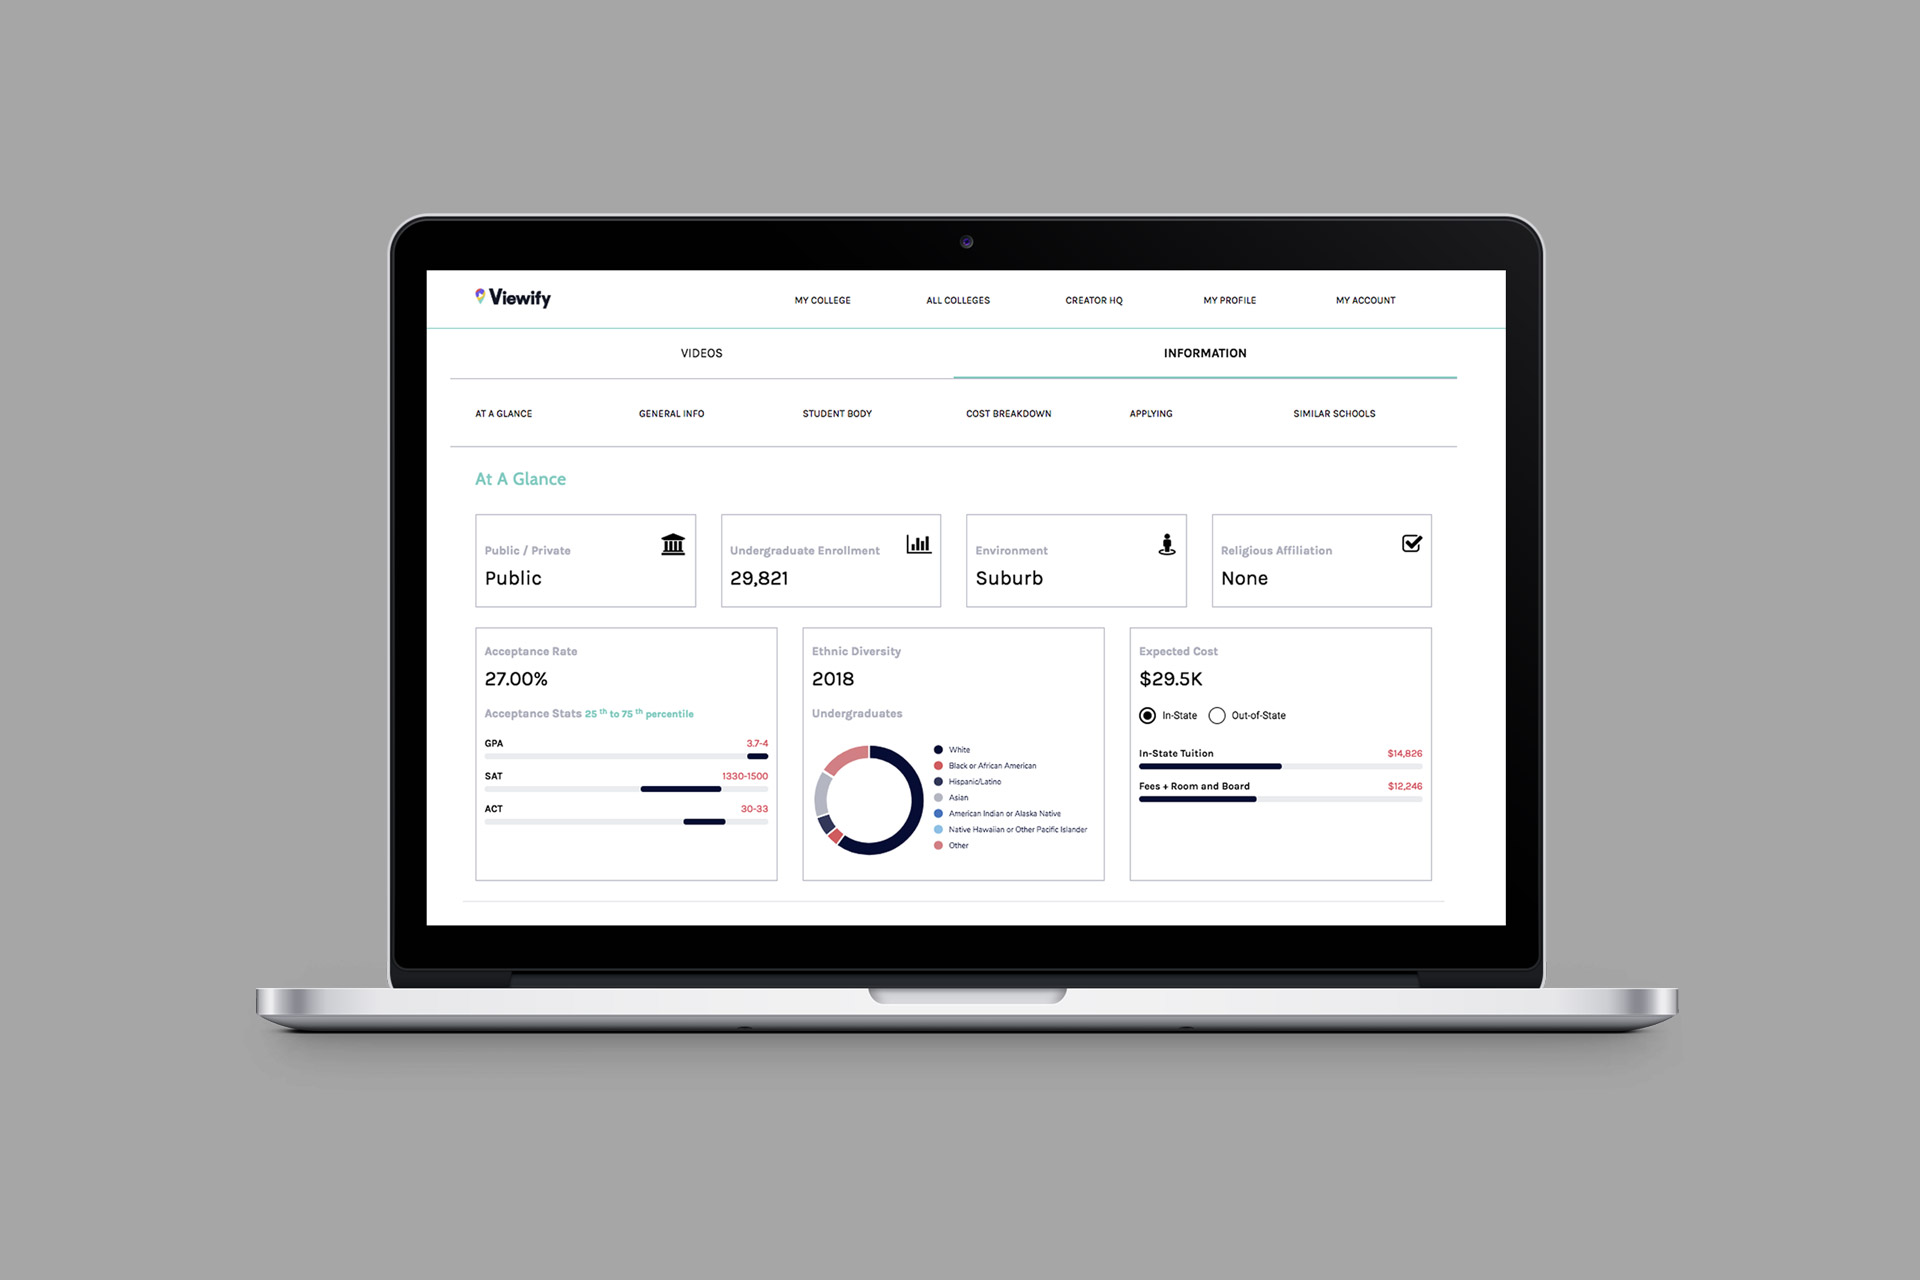 Viewify
MY COLLEGE
ALL COLLEGES
CREATOR HQ
MY PROFILE
MY ACCOUNT
VIDEOS
INFORMATION
AT A GLANCE
GENERAL INFO
STUDENT BODY
COST BREAKDOWN
APPLYING
SIMILAR SCHOOLS
At A Glance
Public / Private
Public
Undergraduate Enrollment
29,821
Environment
Suburb
Religious Affiliation
None
Acceptance Rate
27.00%
Acceptance Stats 25 th to 75 th percentile
GPA 3.7-4
SAT 1330-1500
ACT 30-33
Ethnic Diversity
2018
Undergraduates
White
Black or African American
Hispanic/Latino
Asian
American Indian or Alaska Native
Native Hawaiian or Other Pacific Islander
Other
Expected Cost
$29.5K
In-State Out-of-State
In-State Tuition $14,826
Fees + Room and Board $12,246